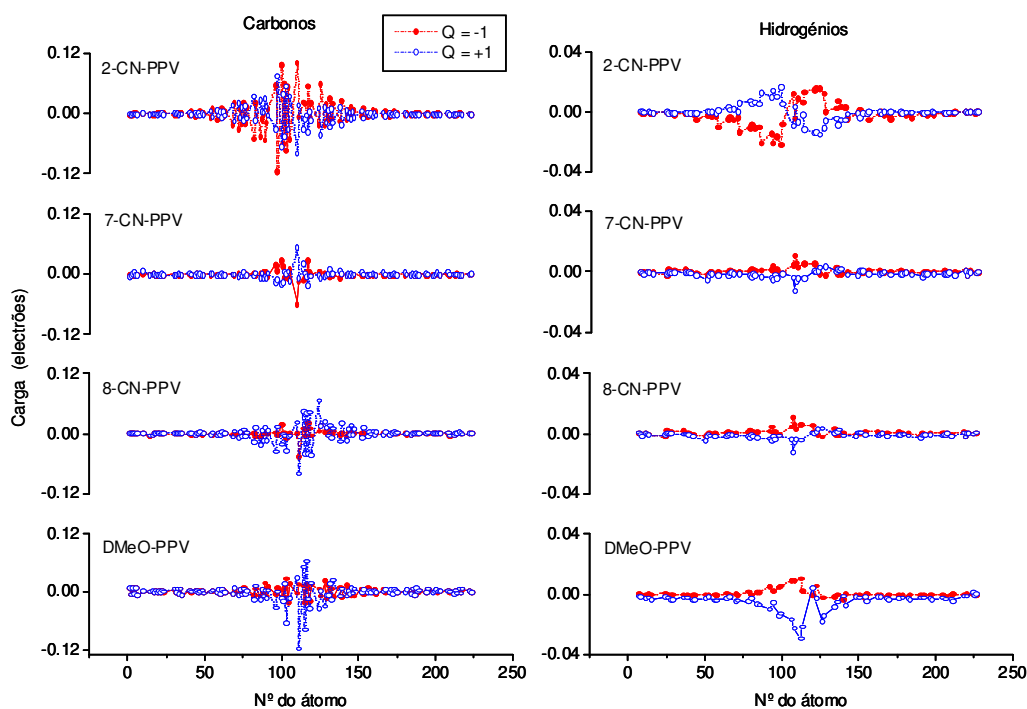 Carbonos
Q = -1
Q = +1
Hidrogénios
0.12
2-CN-PPV
0.00
-0.12
0.04
2-CN-PPV
0.00
-0.04
0.12
7-CN-PPV
0.00
-0.12
0.04
7-CN-PPV
0.00
-0.04
Carga (electrões)
0.12
8-CN-PPV
0.00
-0.12
0.04
8-CN-PPV
0.00
-0.04
0.12
DMeO-PPV
0.00
-0.12
0 50 100 150 200 250
Nº do átomo
0.04
DMeO-PPV
0.00
-0.04
0 50 100 150 200 250
Nº do átomo